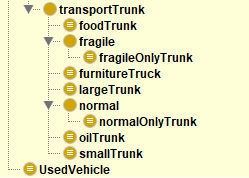 transportTrunk
foodTrunk
fragile
fragileOnlyTrunk
furnitureTruck
largeTrunk
normal
normalOnlyTrunk
oilTrunk
smallTrunk
UsedVehicle